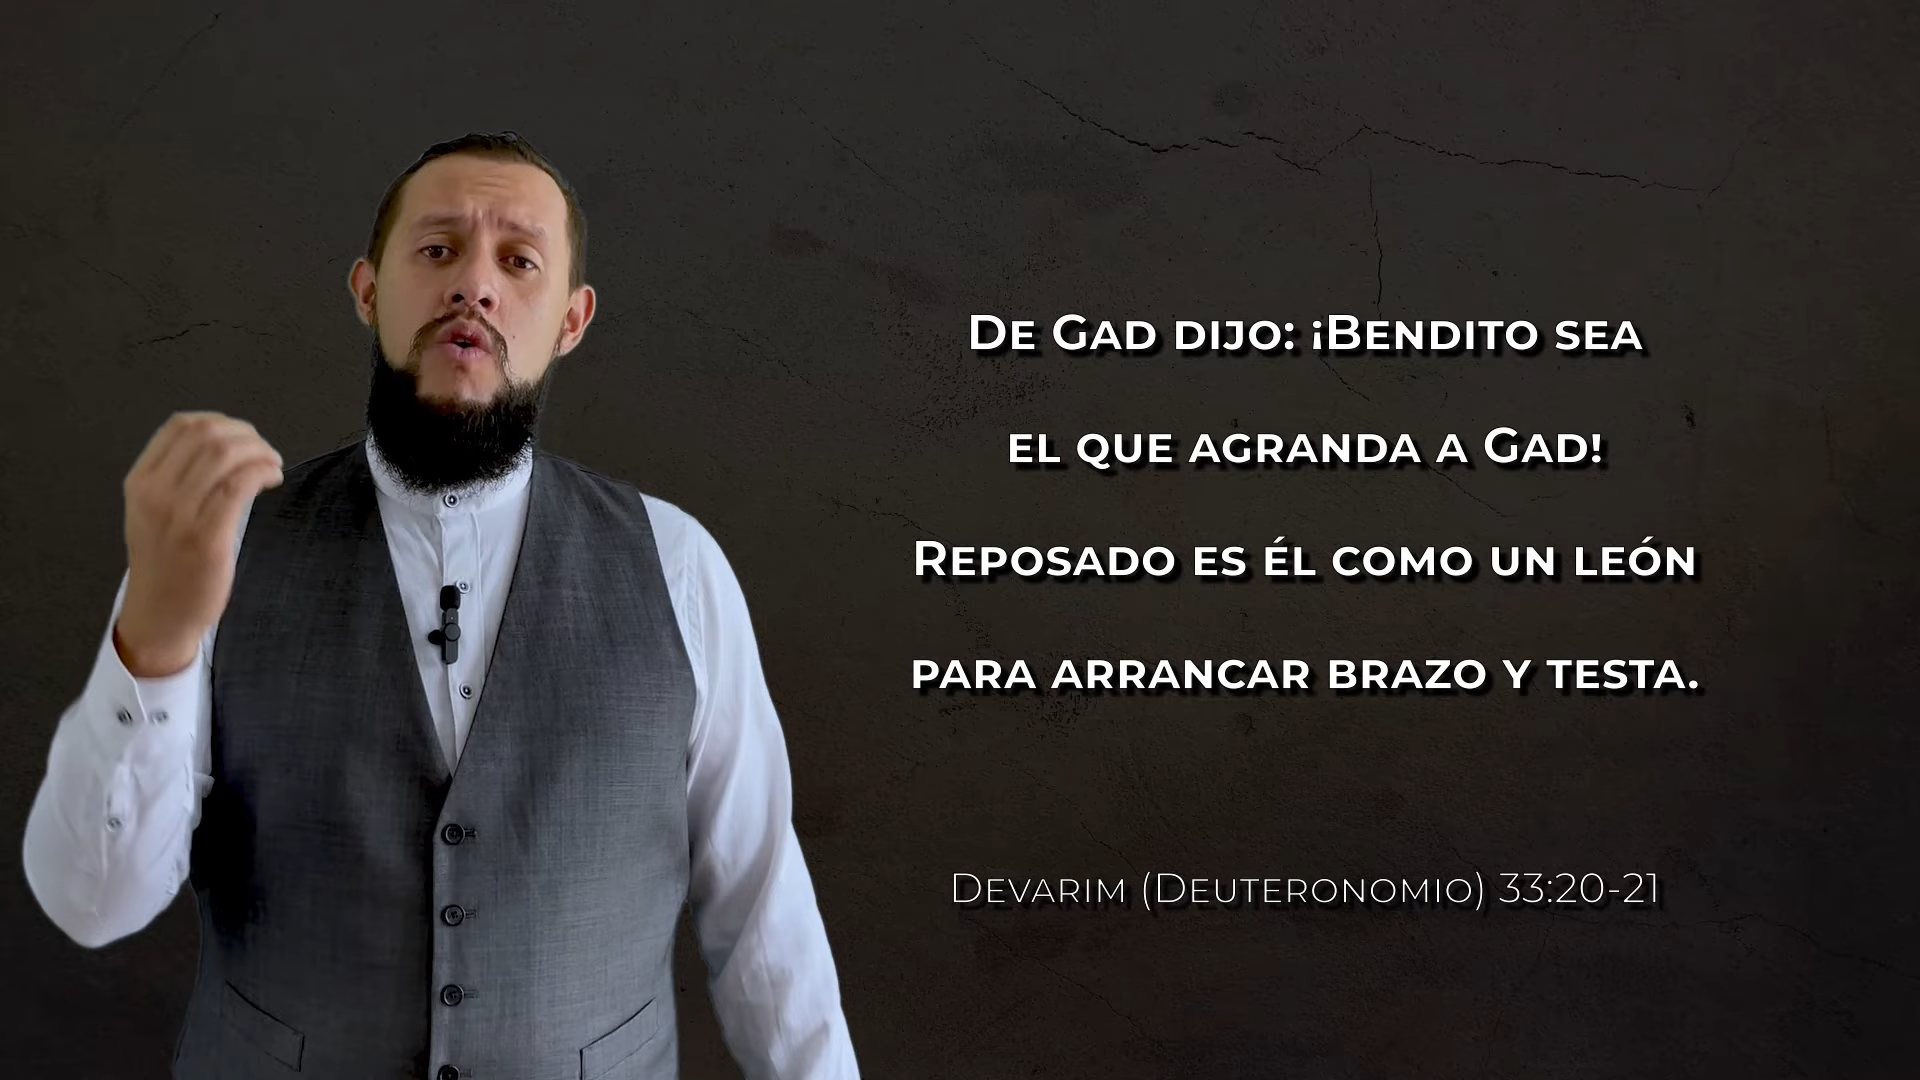 De Gad dijo: ¡Bendito sea
el que agranda a Gad!
Reposado es él como un león
para arrancar brazo y testa.
Devarim (Deuteronomio) 33:20-21